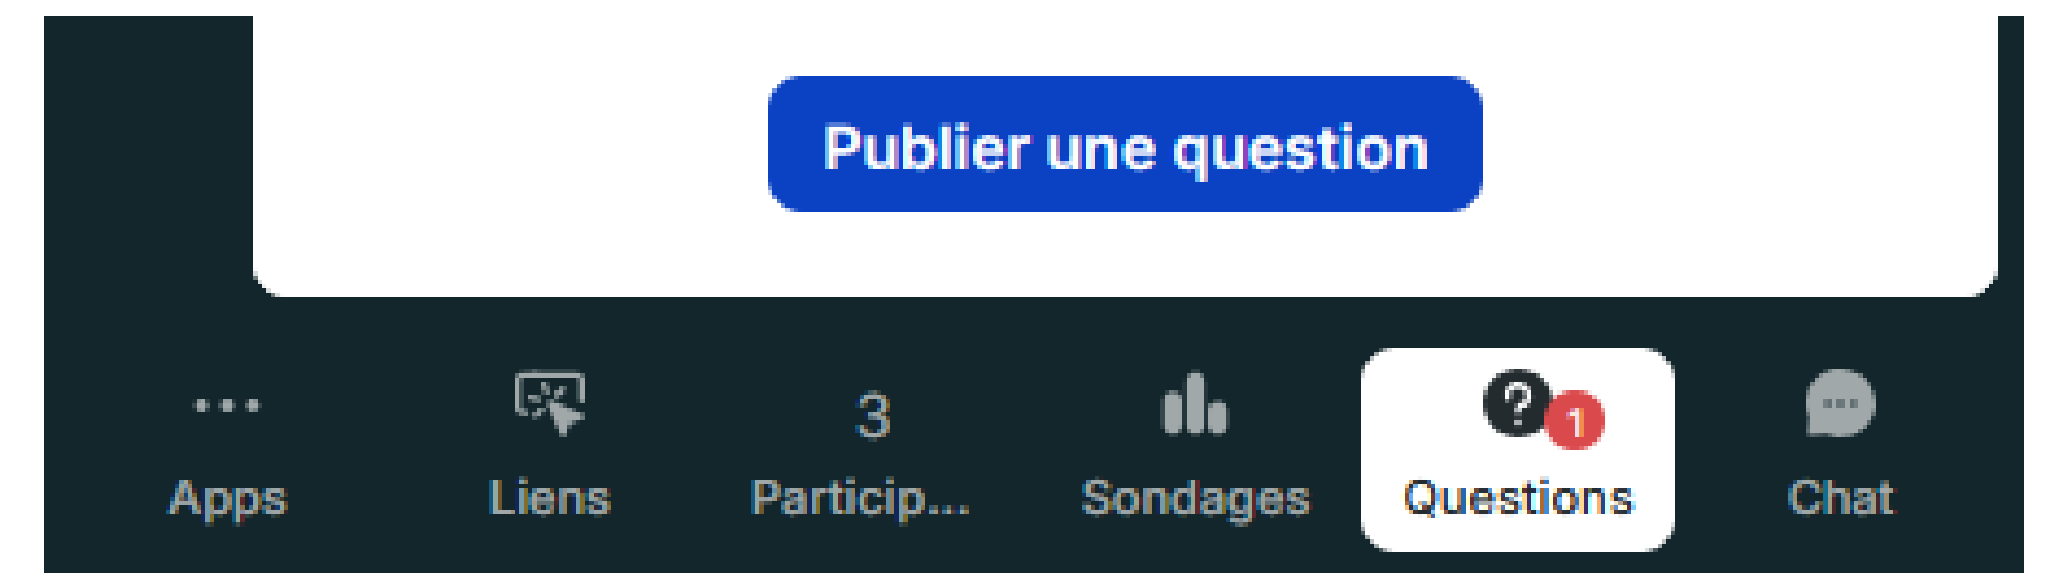 Publier une question
3
1
Apps
Liens
Particip...
Sondages
Questions
Chat